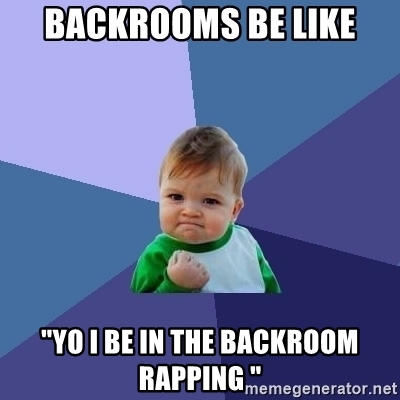 BACKROOMS BE LIKE
"YO I BE IN THE BACKROOM
RAPPING "
memegenerator.net